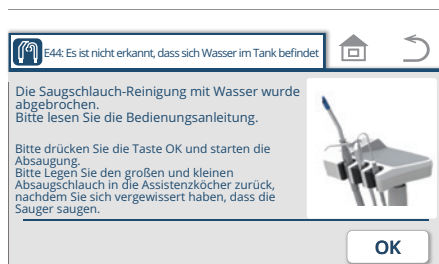 E44: Es ist nicht erkannt, dass sich Wasser im Tank befindet
Die Saugschlauch-Reinigung mit Wasser wurde
abgebrochen.
Bitte lesen Sie die Bedienungsanleitung.
Bitte drücken Sie die Taste OK und starten die
Absaugung.
Bitte Legen Sie den großen und kleinen
Absaugschlauch in die Assistenzköcher zurück,
nachdem Sie sich vergewissert haben, dass die
Sauger saugen.
OK